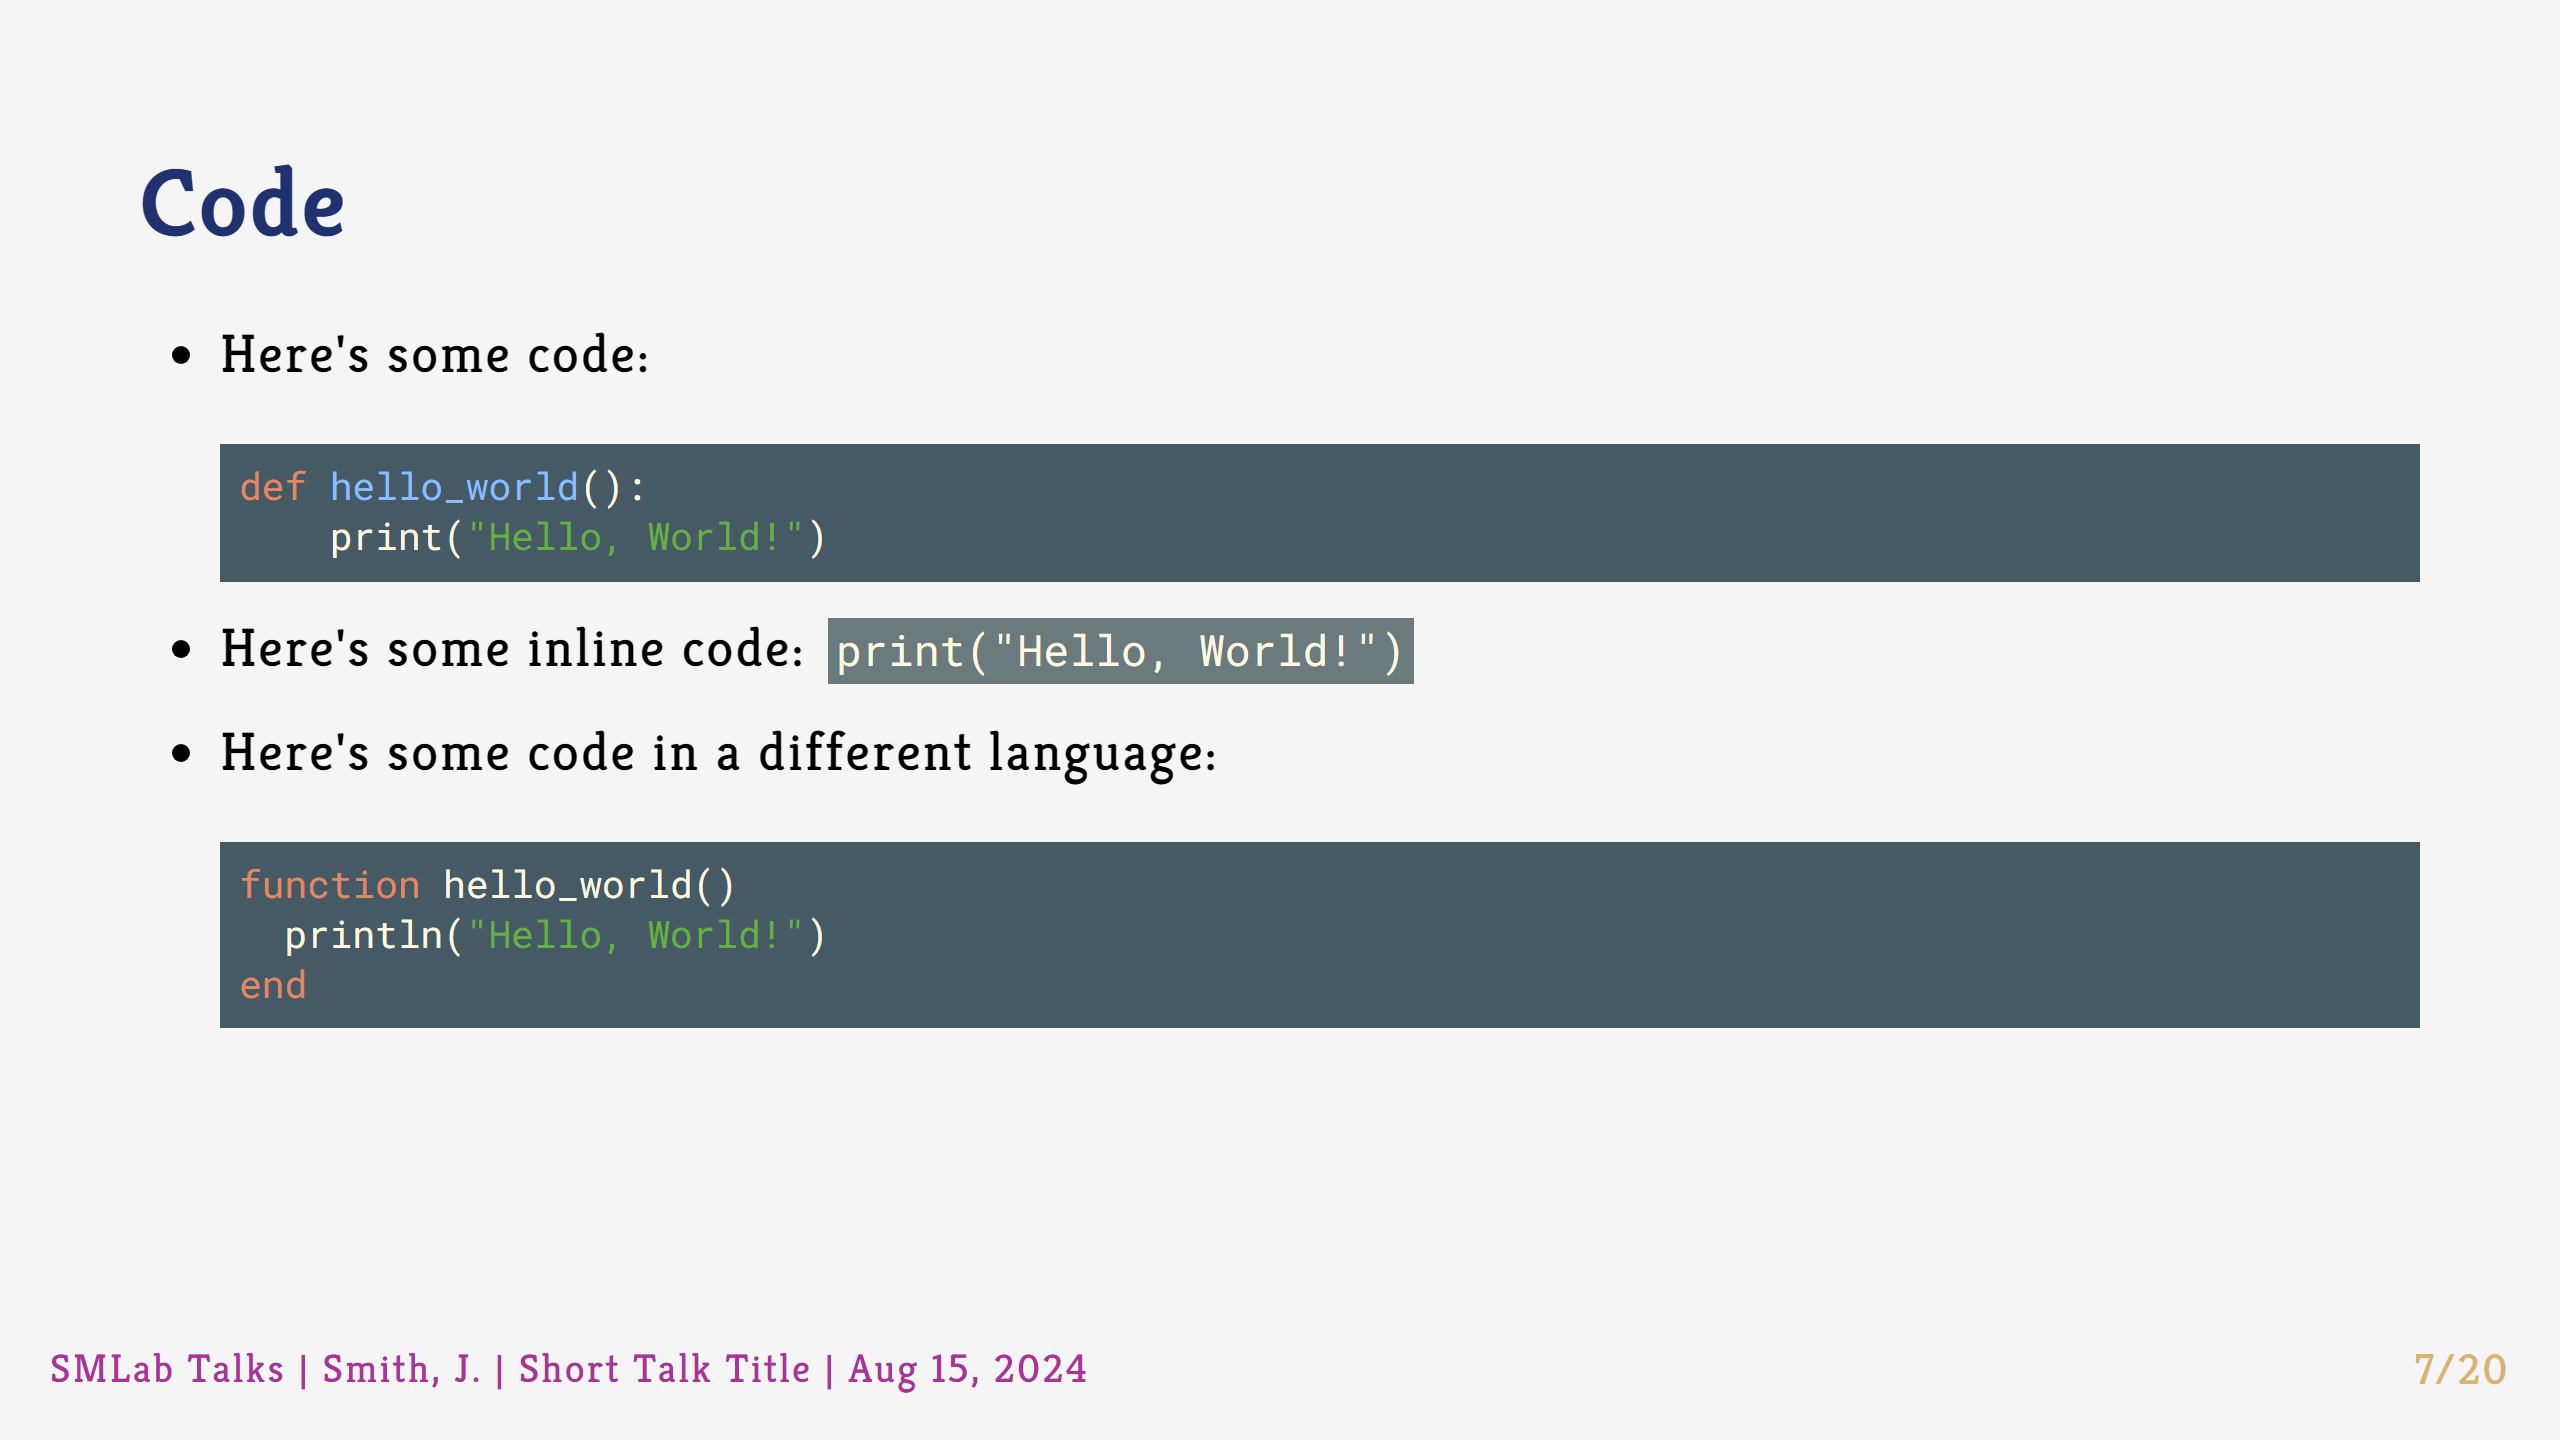 Code
• Here's some code:
def hello_world():
    print("Hello, World!")
• Here's some inline code: print("Hello, World!")
• Here's some code in a different language:
function hello_world()
  println("Hello, World!")
end
SMLab Talks | Smith, J. | Short Talk Title | Aug 15, 2024
7/20